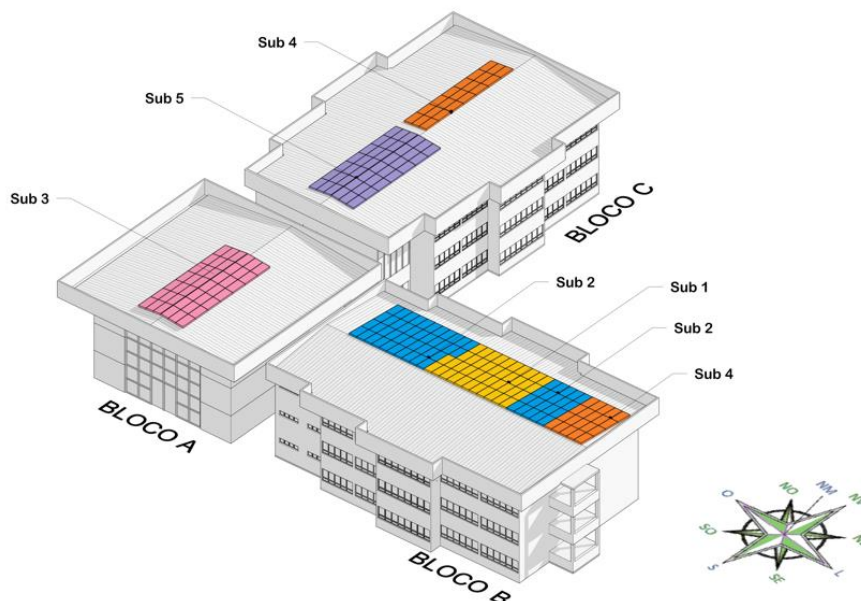 Sub 4
Sub 5
Sub 3
BLOCO C
Sub 2
Sub 1
Sub 2
Sub 4
BLOCO A
BLOCO B
O
NO
NM
SO
S
SE
L